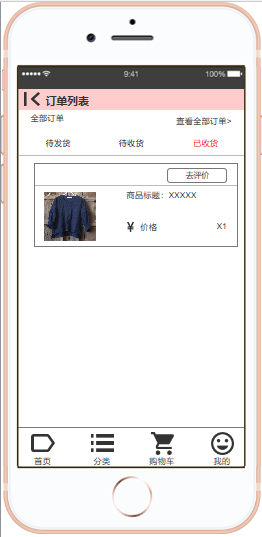 9:41
100%
订单列表
全部订单
查看全部订单>
待发货 待收货 已收货
去评价
商品标题：XXXXX
¥ 价格 X1
首页 分类 购物车 我的